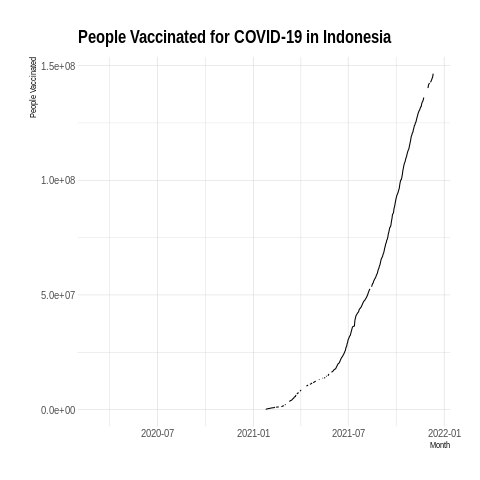 People Vaccinated for COVID-19 in Indonesia
People Vaccinated
1.5e+08
1.0e+08
5.0e+07
0.0e+00
2020-07 2021-01 2021-07 2022-01
Month